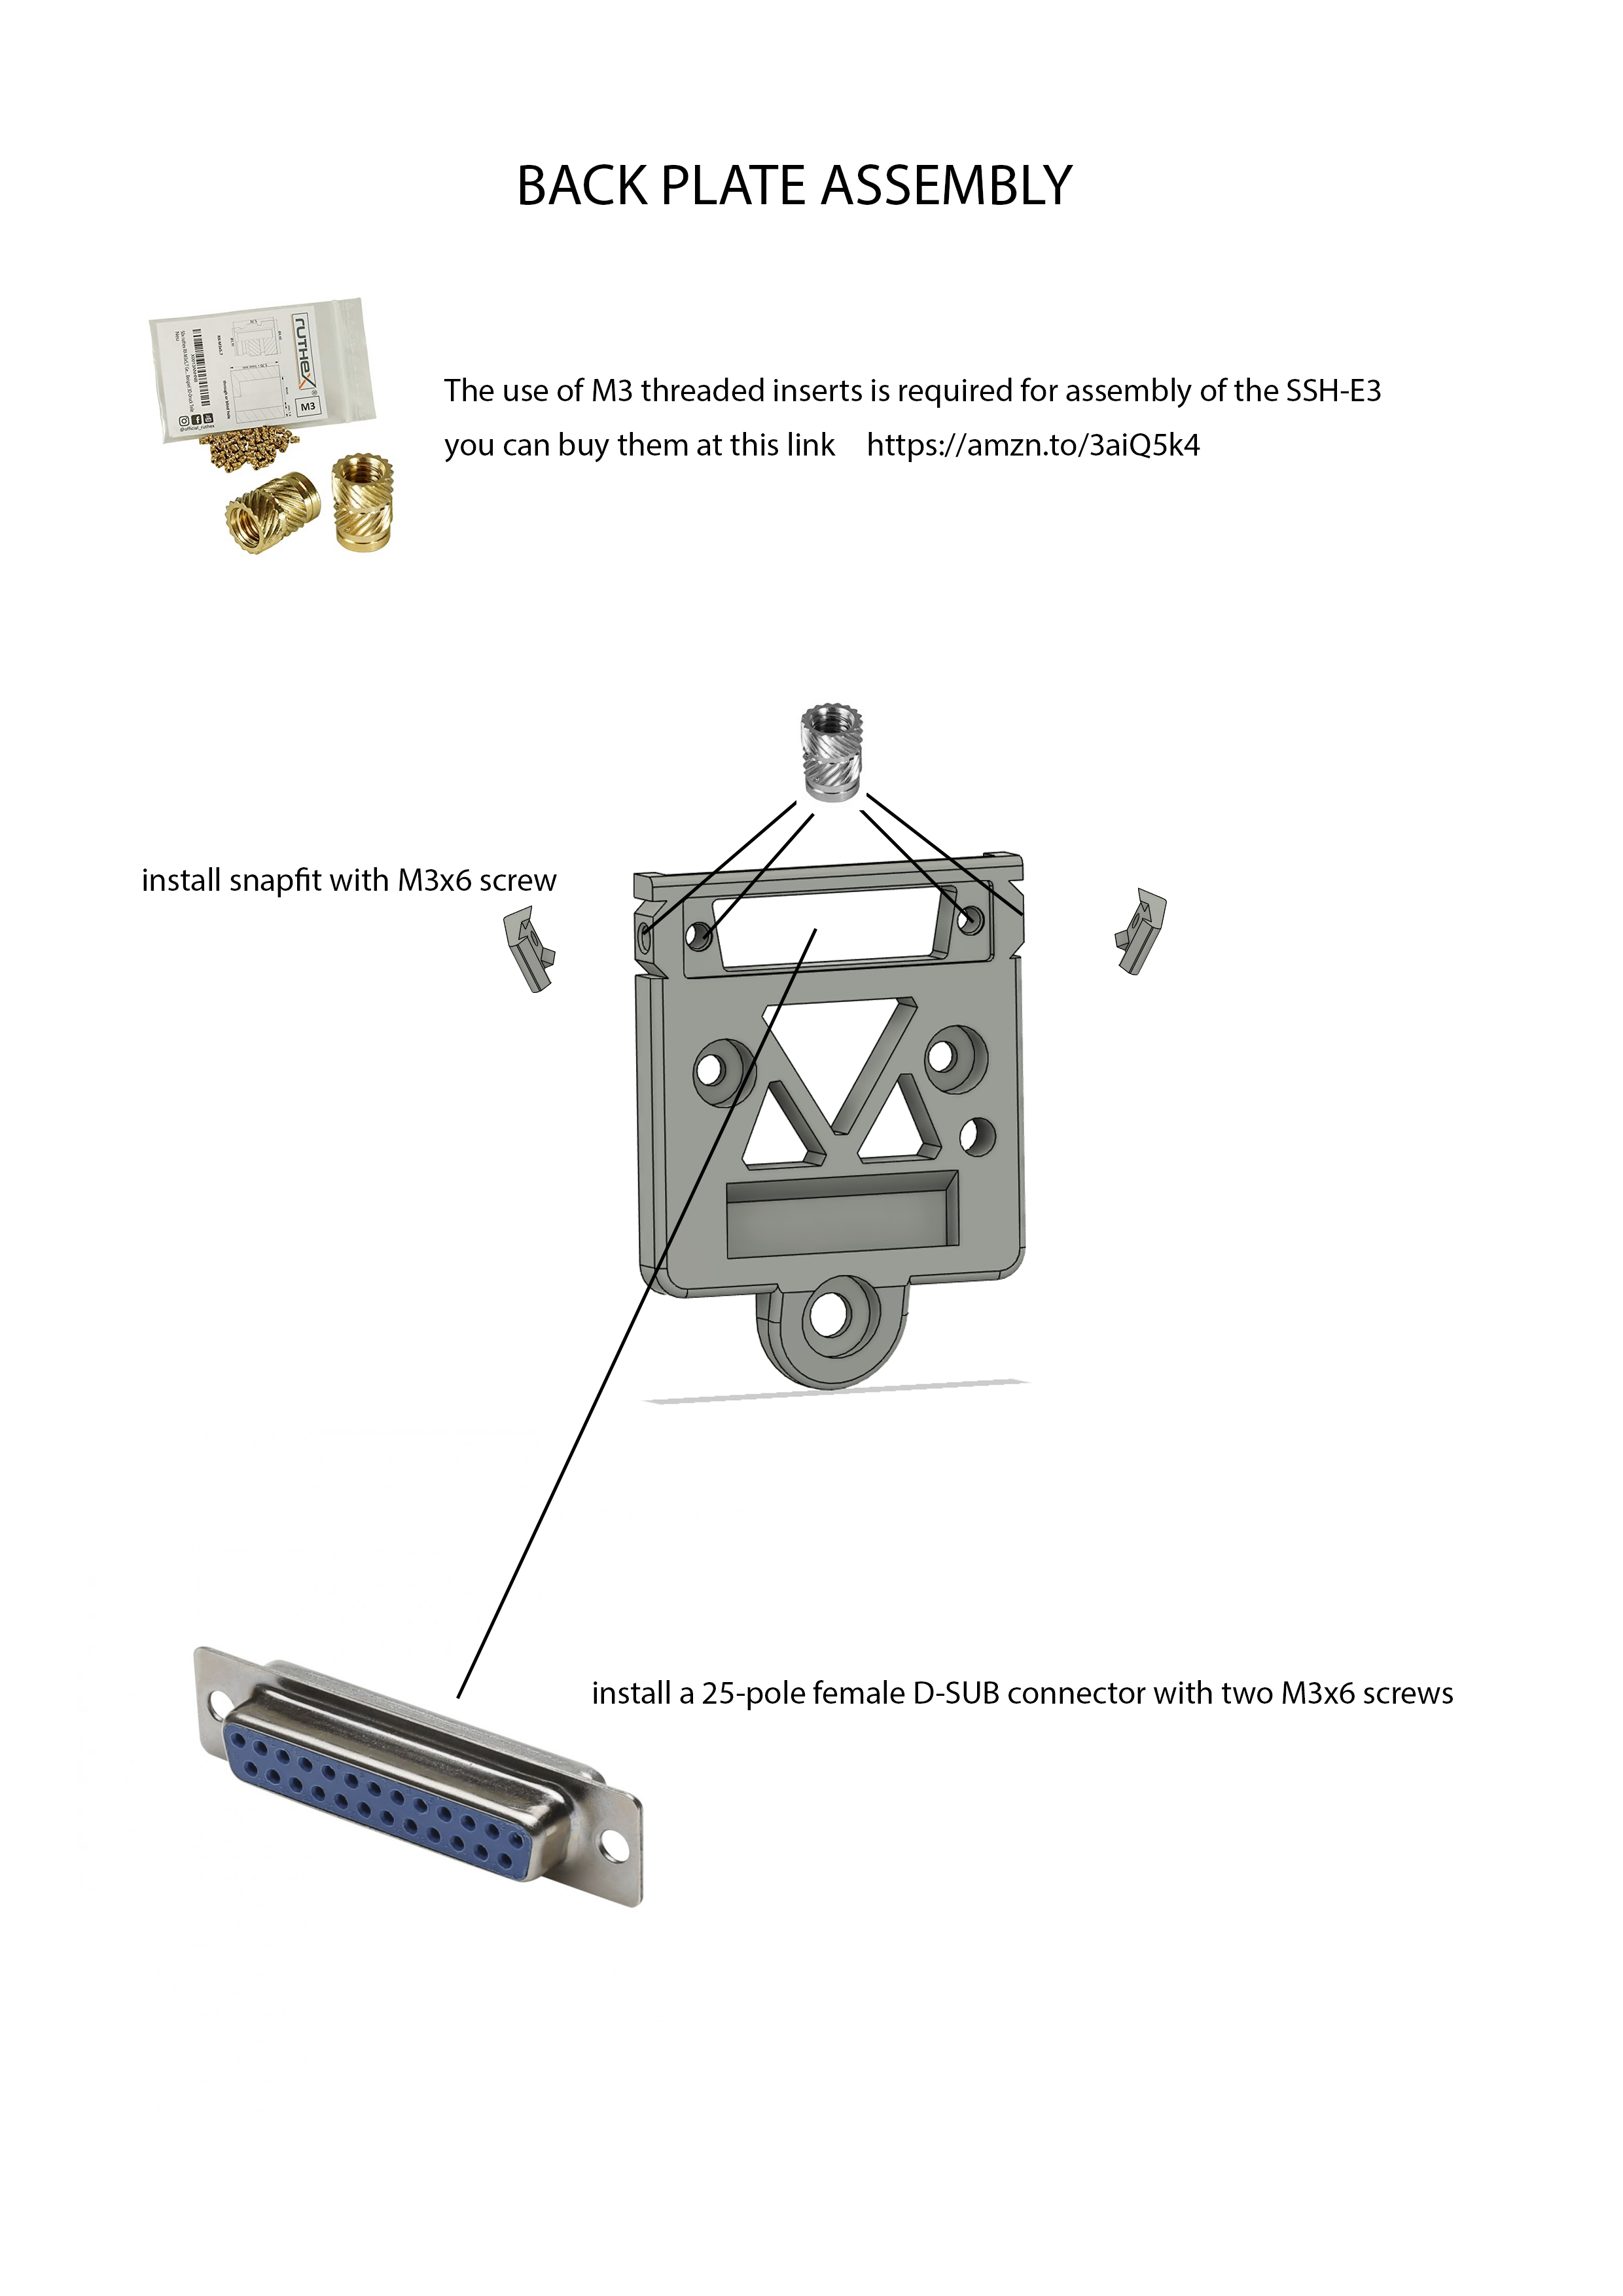 BACK PLATE ASSEMBLY
ruthex
®
M3
@official_ruthex
The use of M3 threaded inserts is required for assembly of the SSH-E3
you can buy them at this link https://amzn.to/3aiQ5k4
install snapfit with M3x6 screw
install a 25-pole female D-SUB connector with two M3x6 screws